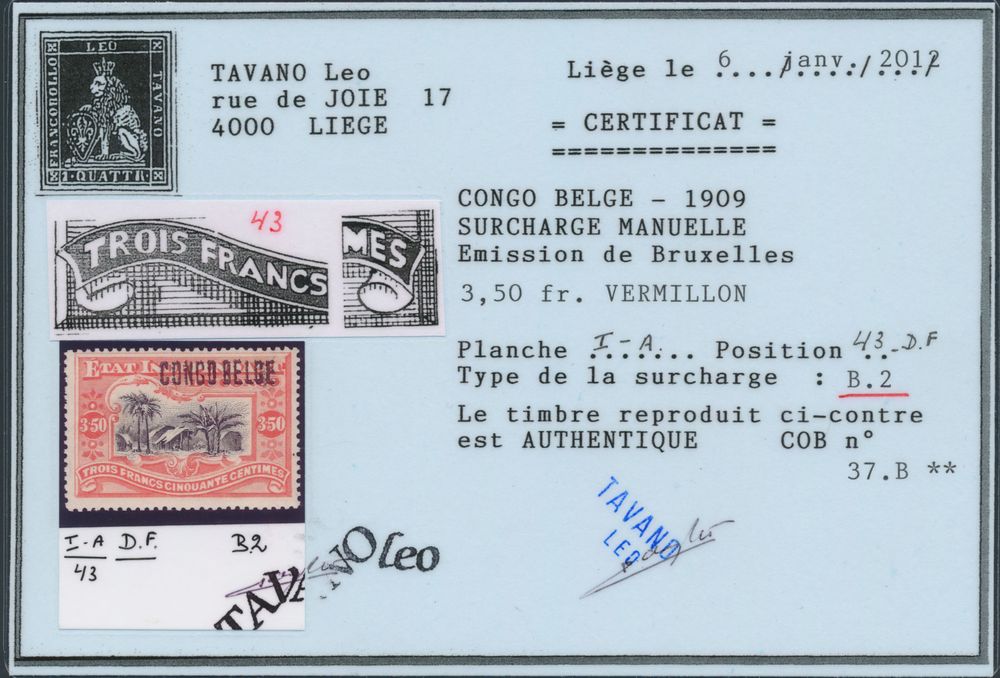 LEO
FRANCOBOLLO
TAVANO
1·QUATTR.
TAVANO Leo
rue de JOIE 17
4000 LIEGE
Liège le 6 janv. 2012
= CERTIFICAT =
==============
43
TROIS FRANCS
MES
CONGO BELGE - 1909
SURCHARGE MANUELLE
Emission de Bruxelles
3,50 fr. VERMILLON
Planche I-A. Position 43-D.F
Type de la surcharge : B.2
Le timbre reproduit ci-contre
est AUTHENTIQUE COB n°
37.B **
ETAT IN
CONGO BELGE
3·50 3·50
TROIS FRANCS CINQUANTE CENTIMES
I-A D.F. B2
43
TAVANO Leo
TAVANO
LEO